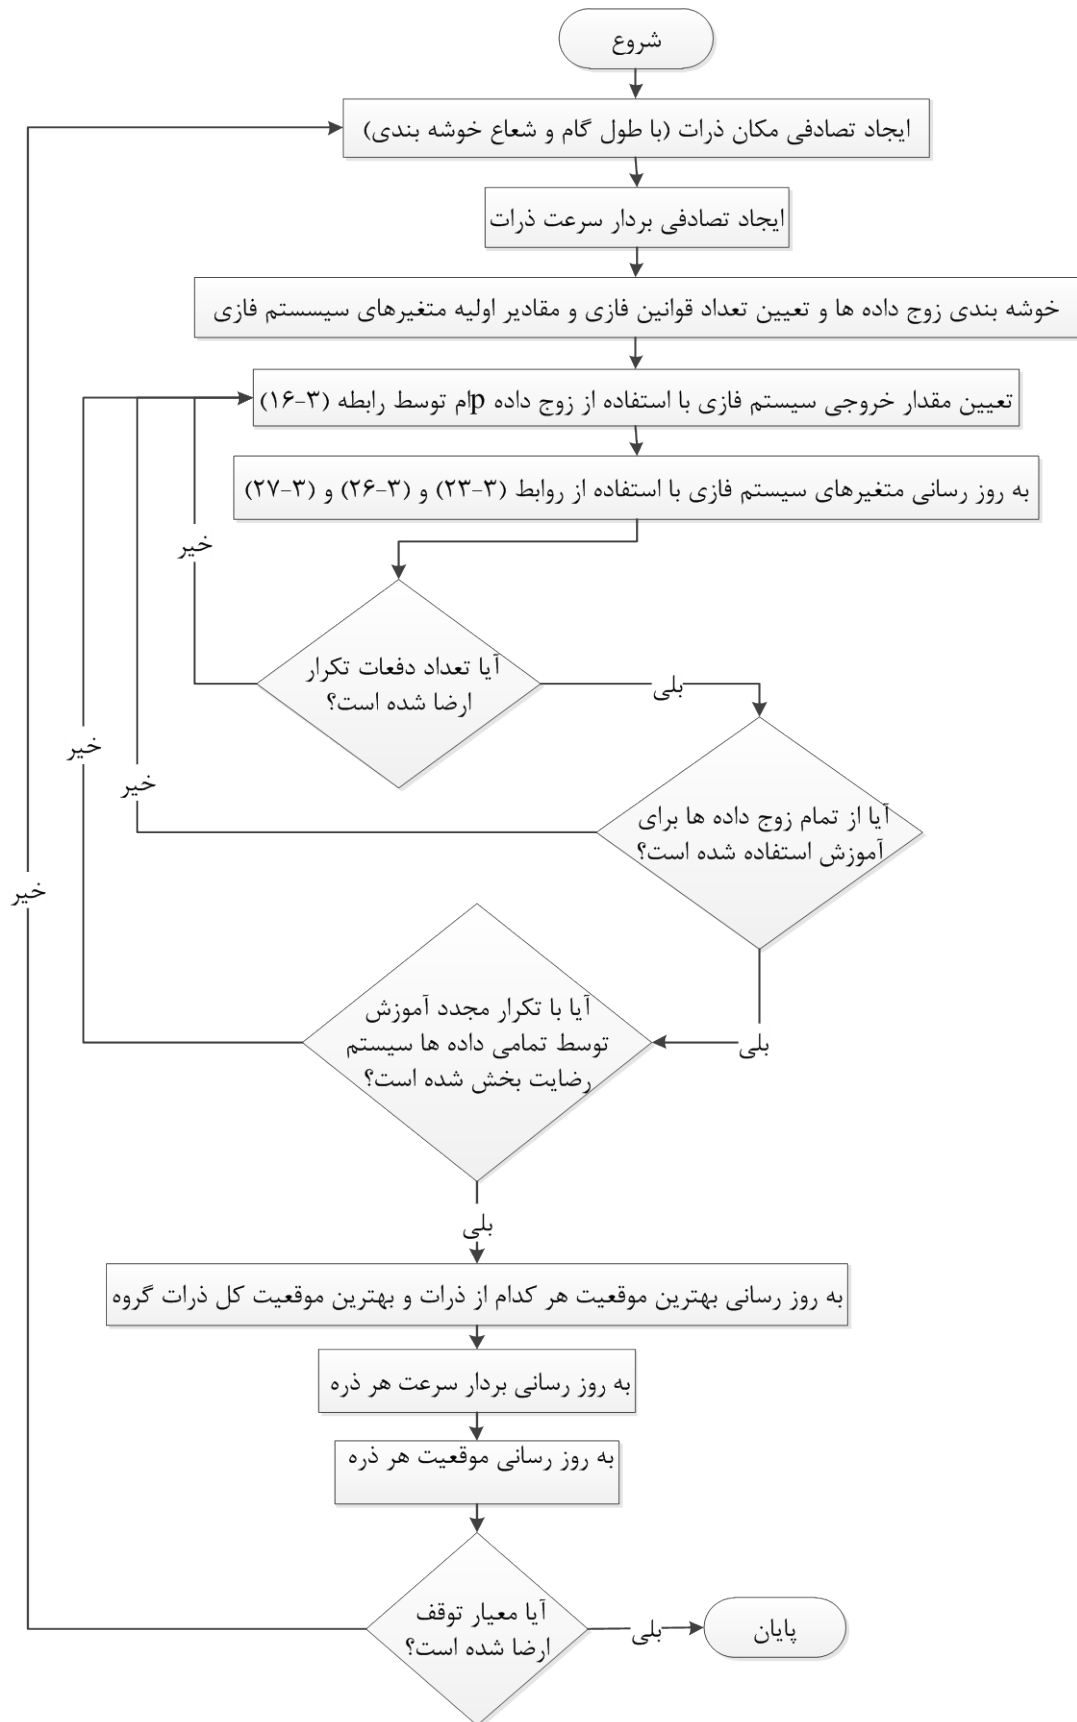 شروع
ایجاد تصادفی مکان ذرات (با طول گام و شعاع خوشه بندی)
ایجاد تصادفی بردار سرعت ذرات
خوشه بندی زوج داده ها و تعیین تعداد قوانین فازی و مقادیر اولیه متغیرهای سیسستم فازی
تعیین مقدار خروجی سیستم فازی با استفاده از زوج داده pام توسط رابطه (۳-۱۶)
به روز رسانی متغیرهای سیستم فازی با استفاده از روابط (۳-۲۳) و (۳-۲۶) و (۳-۲۷)
خیر
آیا تعداد دفعات تکرار
ارضا شده است؟
بلی
خیر
خیر
آیا از تمام زوج داده ها برای
آموزش استفاده شده است؟
خیر
آیا با تکرار مجدد آموزش
توسط تمامی داده ها سیستم
رضایت بخش شده است؟
بلی
بلی
به روز رسانی بهترین موقعیت هر کدام از ذرات و بهترین موقعیت کل ذرات گروه
به روز رسانی بردار سرعت هر ذره
به روز رسانی موقعیت هر ذره
آیا معیار توقف
ارضا شده است؟
بلی
پایان